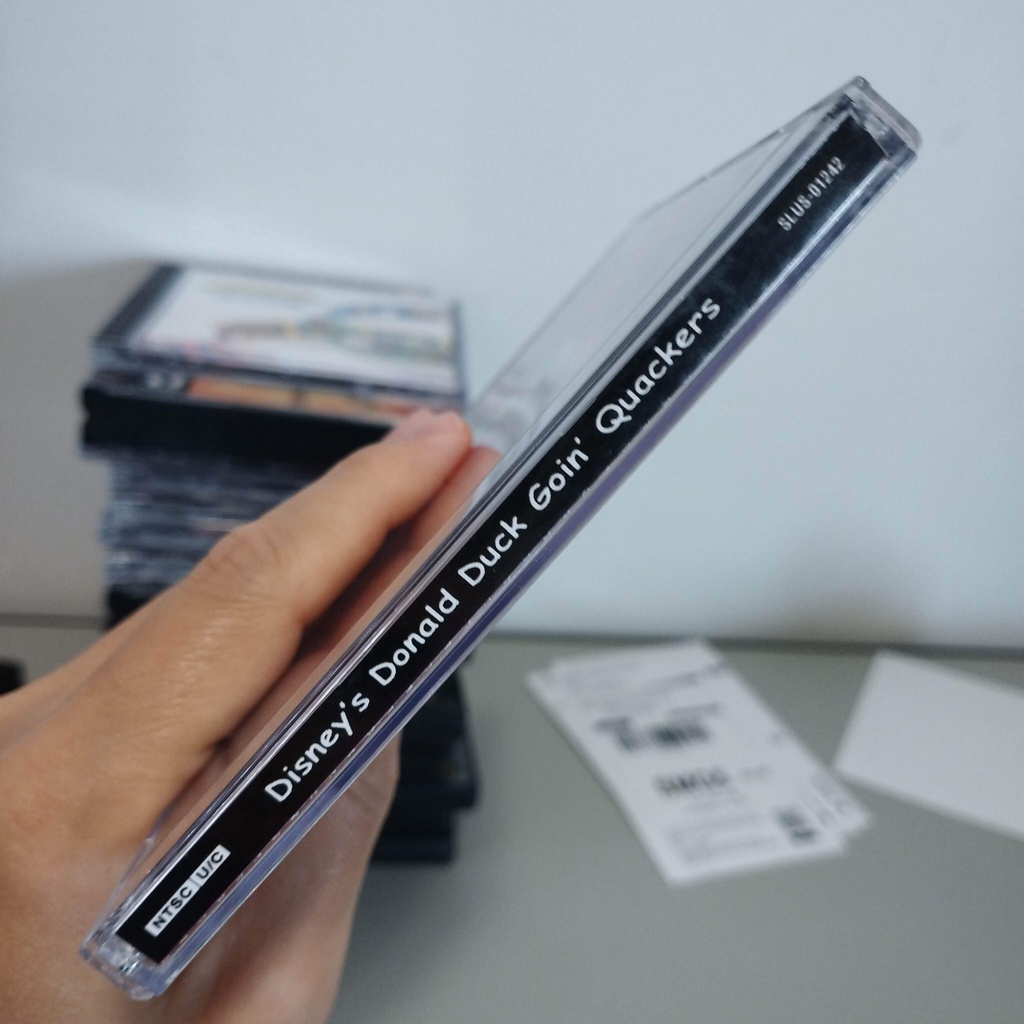 NTSC U/C
Disney's Donald Duck Goin' Quackers
SLUS-01242